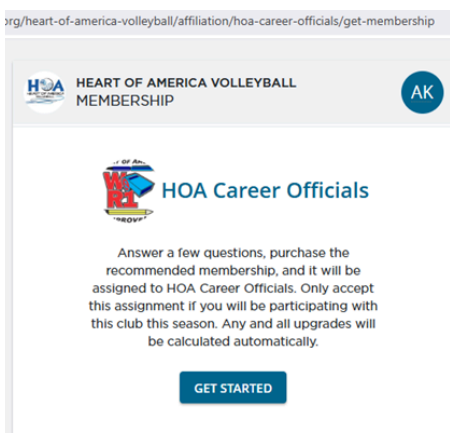 org/heart-of-america-volleyball/affiliation/hoa-career-officials/get-membership
HOA
HEART OF AMERICA VOLLEYBALL
MEMBERSHIP
AK
HOA Career Officials
Answer a few questions, purchase the
recommended membership, and it will be
assigned to HOA Career Officials. Only accept
this assignment if you will be participating with
this club this season. Any and all upgrades will
be calculated automatically.
GET STARTED